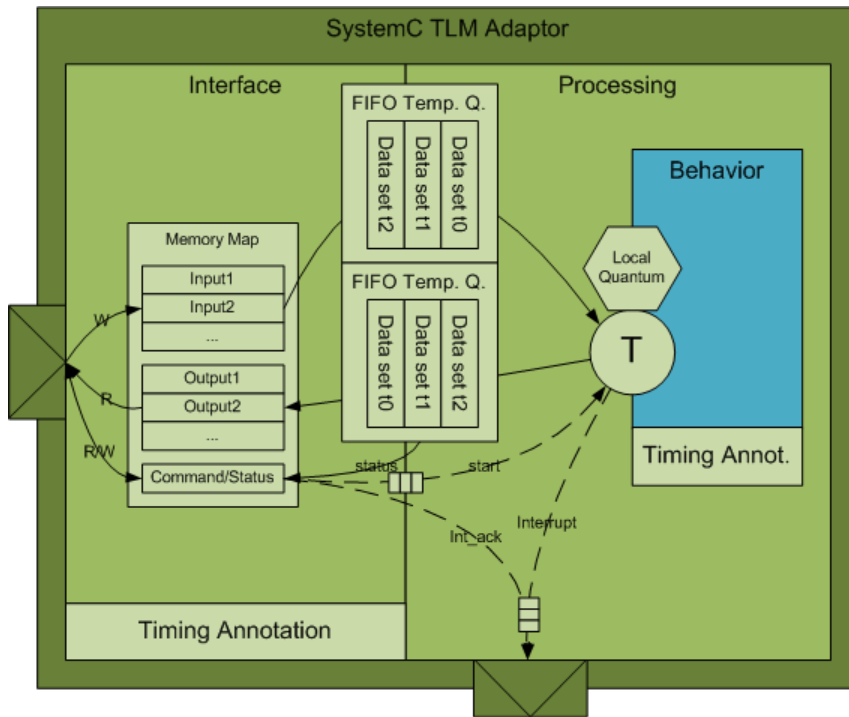 SystemC TLM Adaptor
Interface
Processing
FIFO Temp. Q.
Data set t2
Data set t1
Data set t0
Behavior
Local
Quantum
Memory Map
Input1
Input2
...
W
FIFO Temp. Q.
Data set t0
Data set t1
Data set t2
T
Output1
Output2
...
R
R/W
Command/Status
status
start
Timing Annot.
Int_ack
Interrupt
Timing Annotation